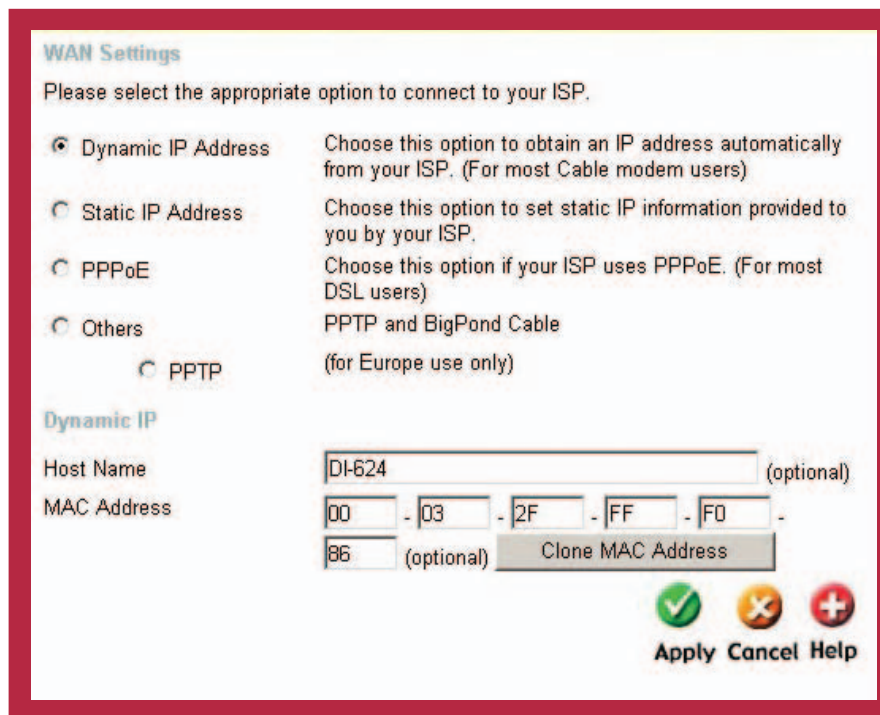 WAN Settings
Please select the appropriate option to connect to your ISP.
Dynamic IP Address Choose this option to obtain an IP address automatically
from your ISP. (For most Cable modem users)
Static IP Address Choose this option to set static IP information provided to
you by your ISP.
PPPoE Choose this option if your ISP uses PPPoE. (For most
DSL users)
Others PPTP and BigPond Cable
PPTP (for Europe use only)
Dynamic IP
Host Name DI-624 (optional)
MAC Address 00 - 03 - 2F - FF - F0 -
86 (optional) Clone MAC Address
Apply Cancel Help